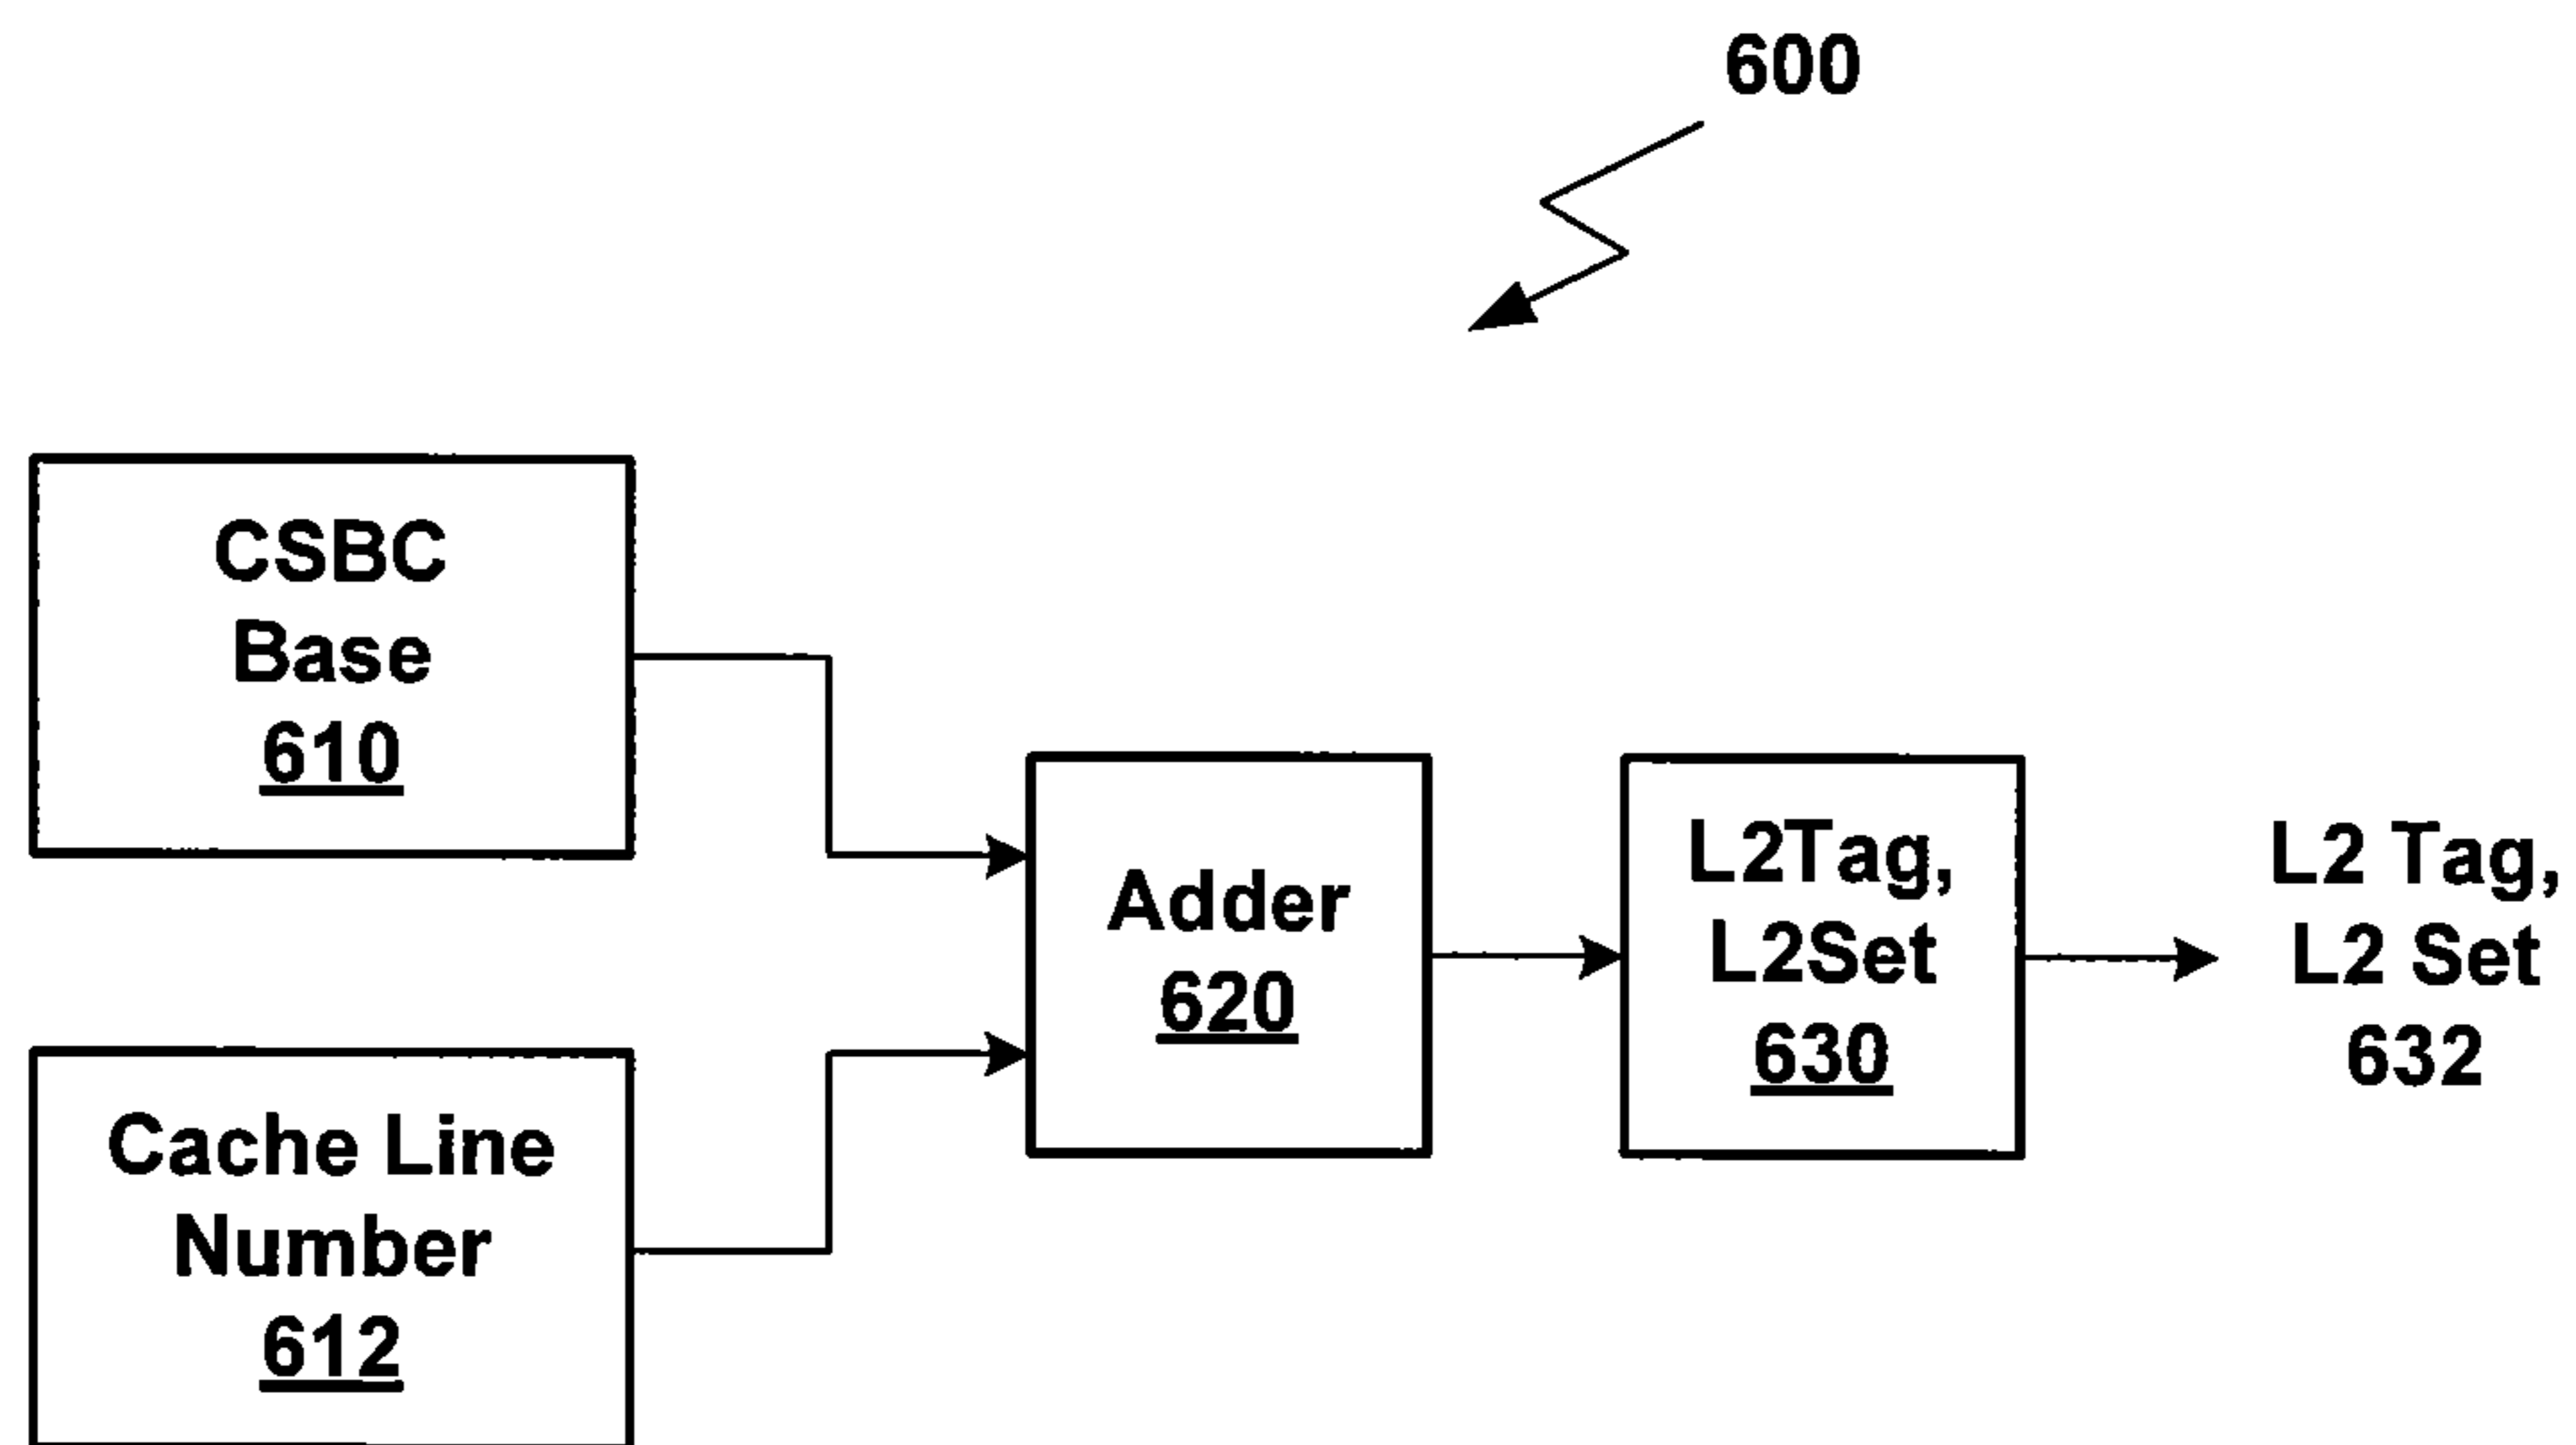 600
CSBC
Base
610
Cache Line
Number
612
Adder
620
L2Tag,
L2Set
630
L2 Tag,
L2 Set
632